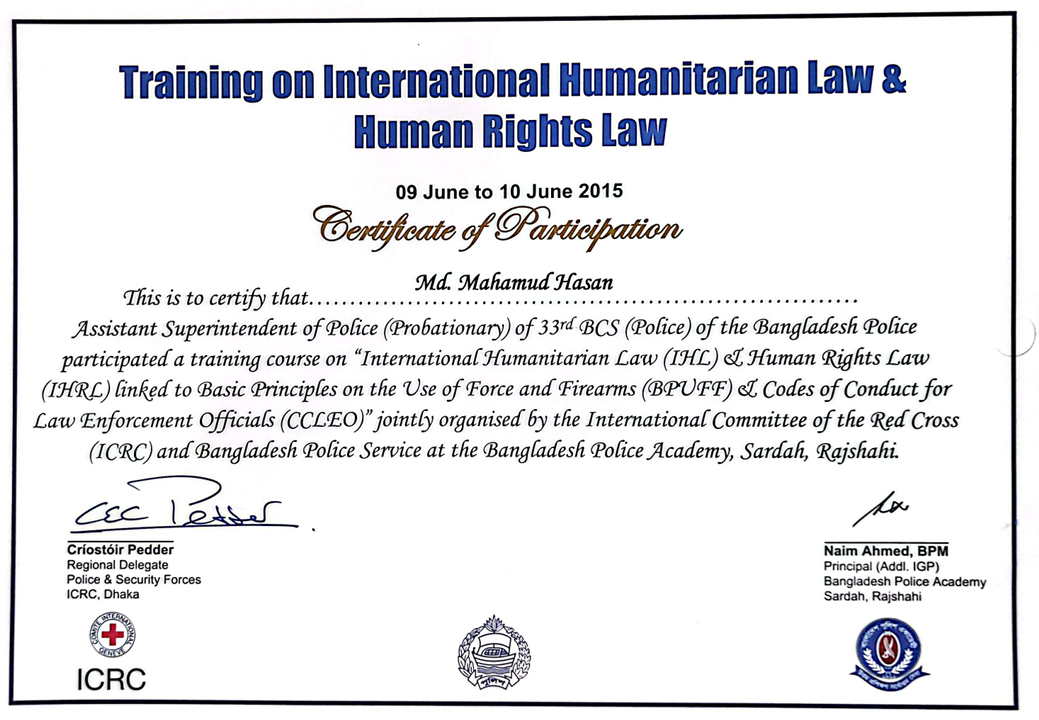 Training on International Humanitarian Law &
Human Rights Law
09 June to 10 June 2015
Certificate of Participation
Md. Mahamud Hasan
This is to certify that……………………………………………………………………
Assistant Superintendent of Police (Probationary) of 33rd BCS (Police) of the Bangladesh Police
participated a training course on “International Humanitarian Law (IHL) & Human Rights Law
(IHRL) linked to Basic Principles on the Use of Force and Firearms (BPUFF) & Codes of Conduct for
Law Enforcement Officials (CCLEO)” jointly organised by the International Committee of the Red Cross
(ICRC) and Bangladesh Police Service at the Bangladesh Police Academy, Sardah, Rajshahi.
CCC Pedder
Críostóir Pedder
Regional Delegate
Police & Security Forces
ICRC, Dhaka
COMITÉ INTERNATIONAL
GENEVE
ICRC
পুলিশ
Naim Ahmed, BPM
Principal (Addl. IGP)
Bangladesh Police Academy
Sardah, Rajshahi
বাংলাদেশ পুলিশ একাডেমী